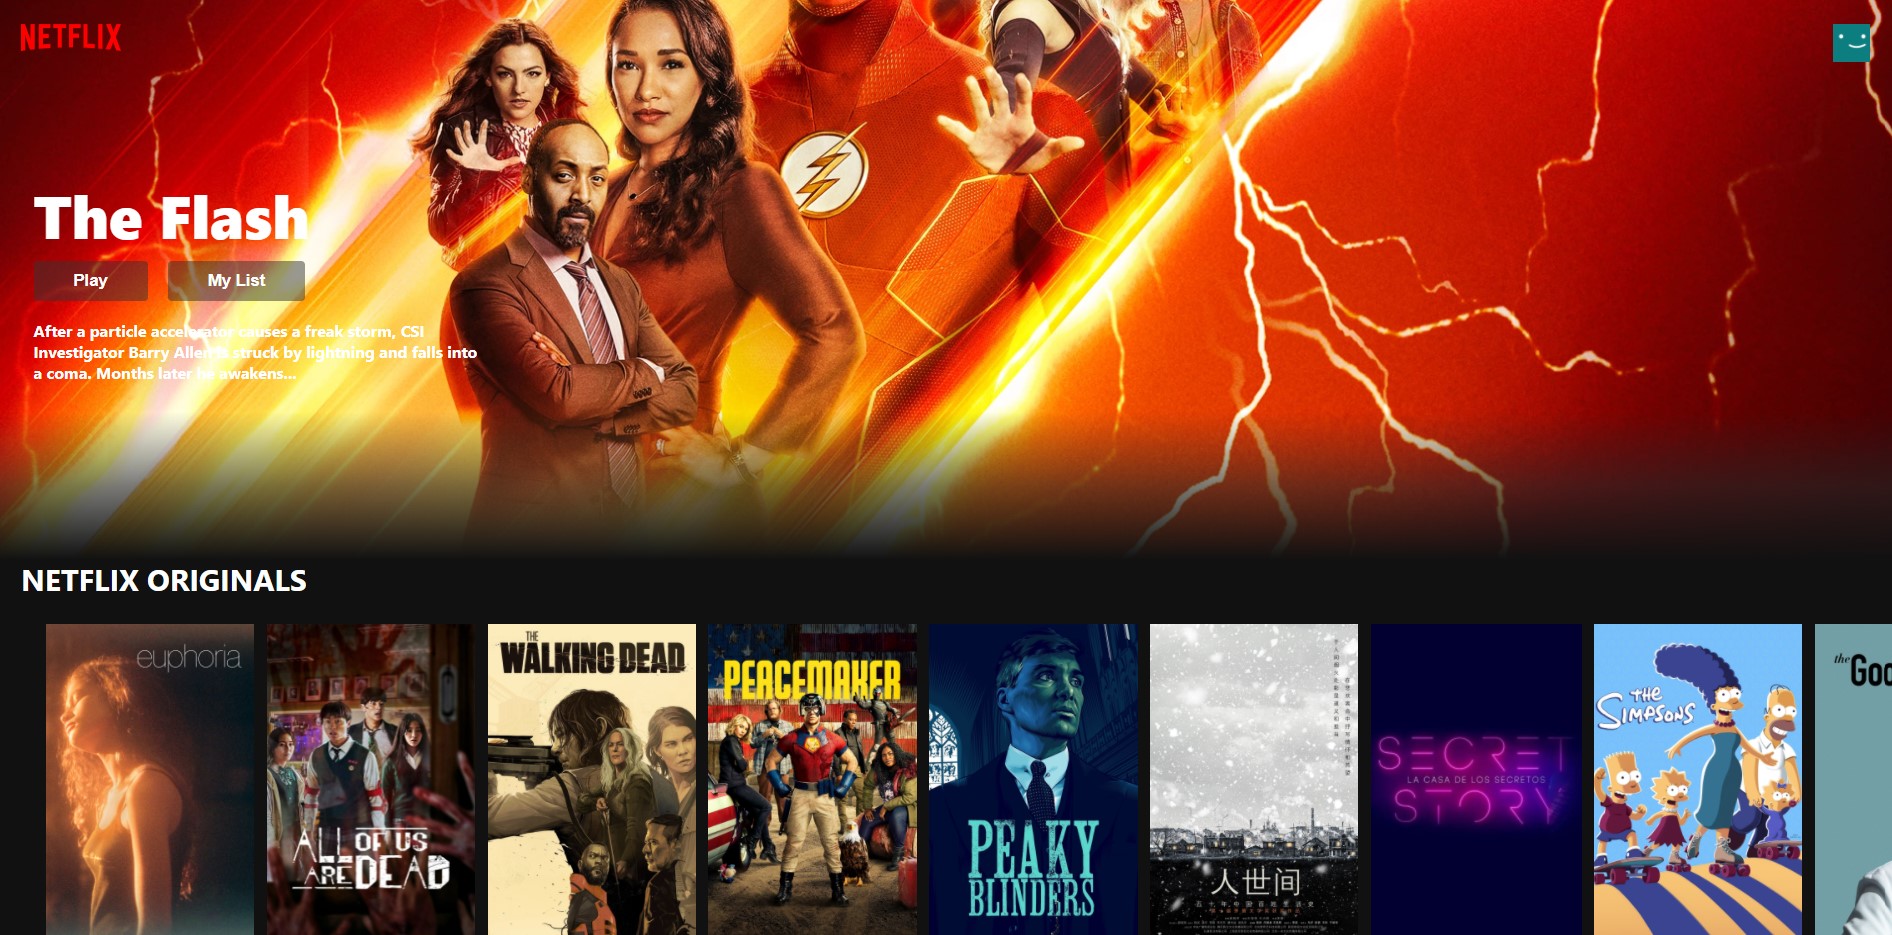 NETFLIX
The Flash
Play
My List
After a particle accelerator causes a freak storm, CSI
Investigator Barry Allen is struck by lightning and falls into
a coma. Months later he awakens...
NETFLIX ORIGINALS
euphoria
ALL OF US
ARE DEAD
THE
WALKING DEAD
PEACEMAKER
PEAKY
BLINDERS
人世间
SECRET
LA CASA DE LOS SECRETOS
STORY
THE
SIMPSONS
the Goo